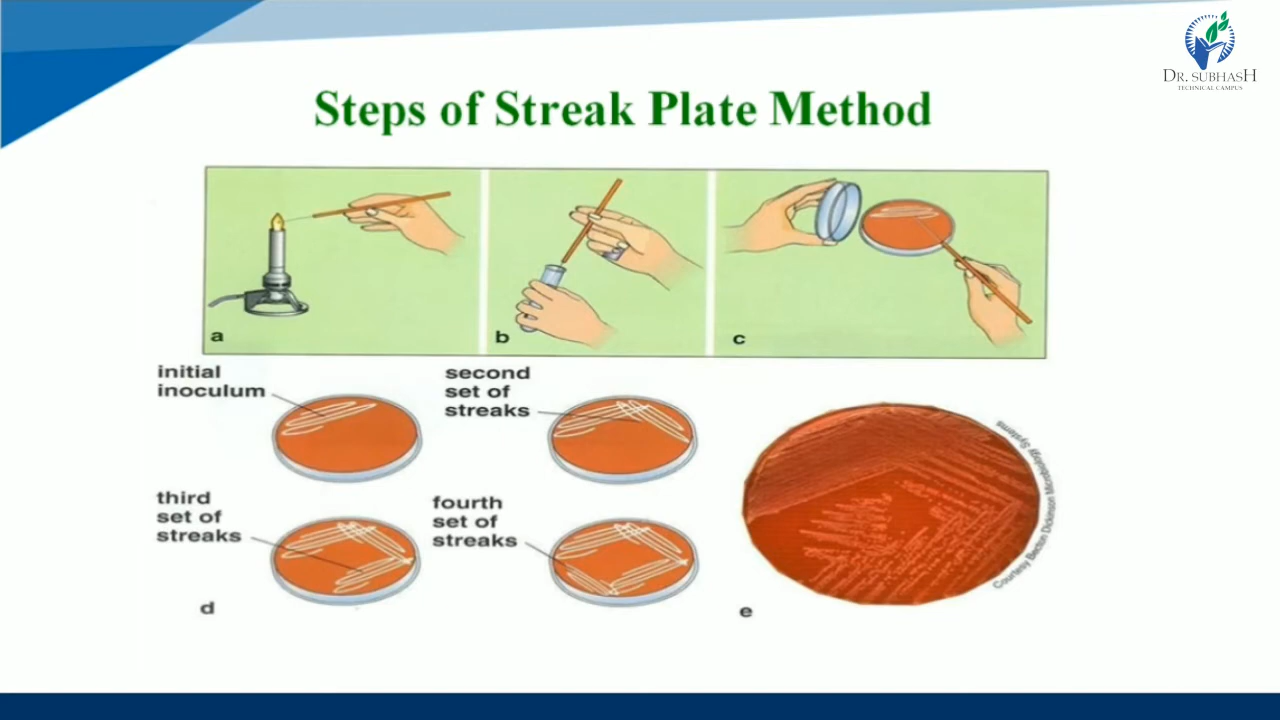 DR. SUBHASH
TECHNICAL CAMPUS
Steps of Streak Plate Method
a
b
c
initial
inoculum
second
set of
streaks
third
set of
streaks
fourth
set of
streaks
d
e
Courtesy Becton Dickinson Microbiology Systems